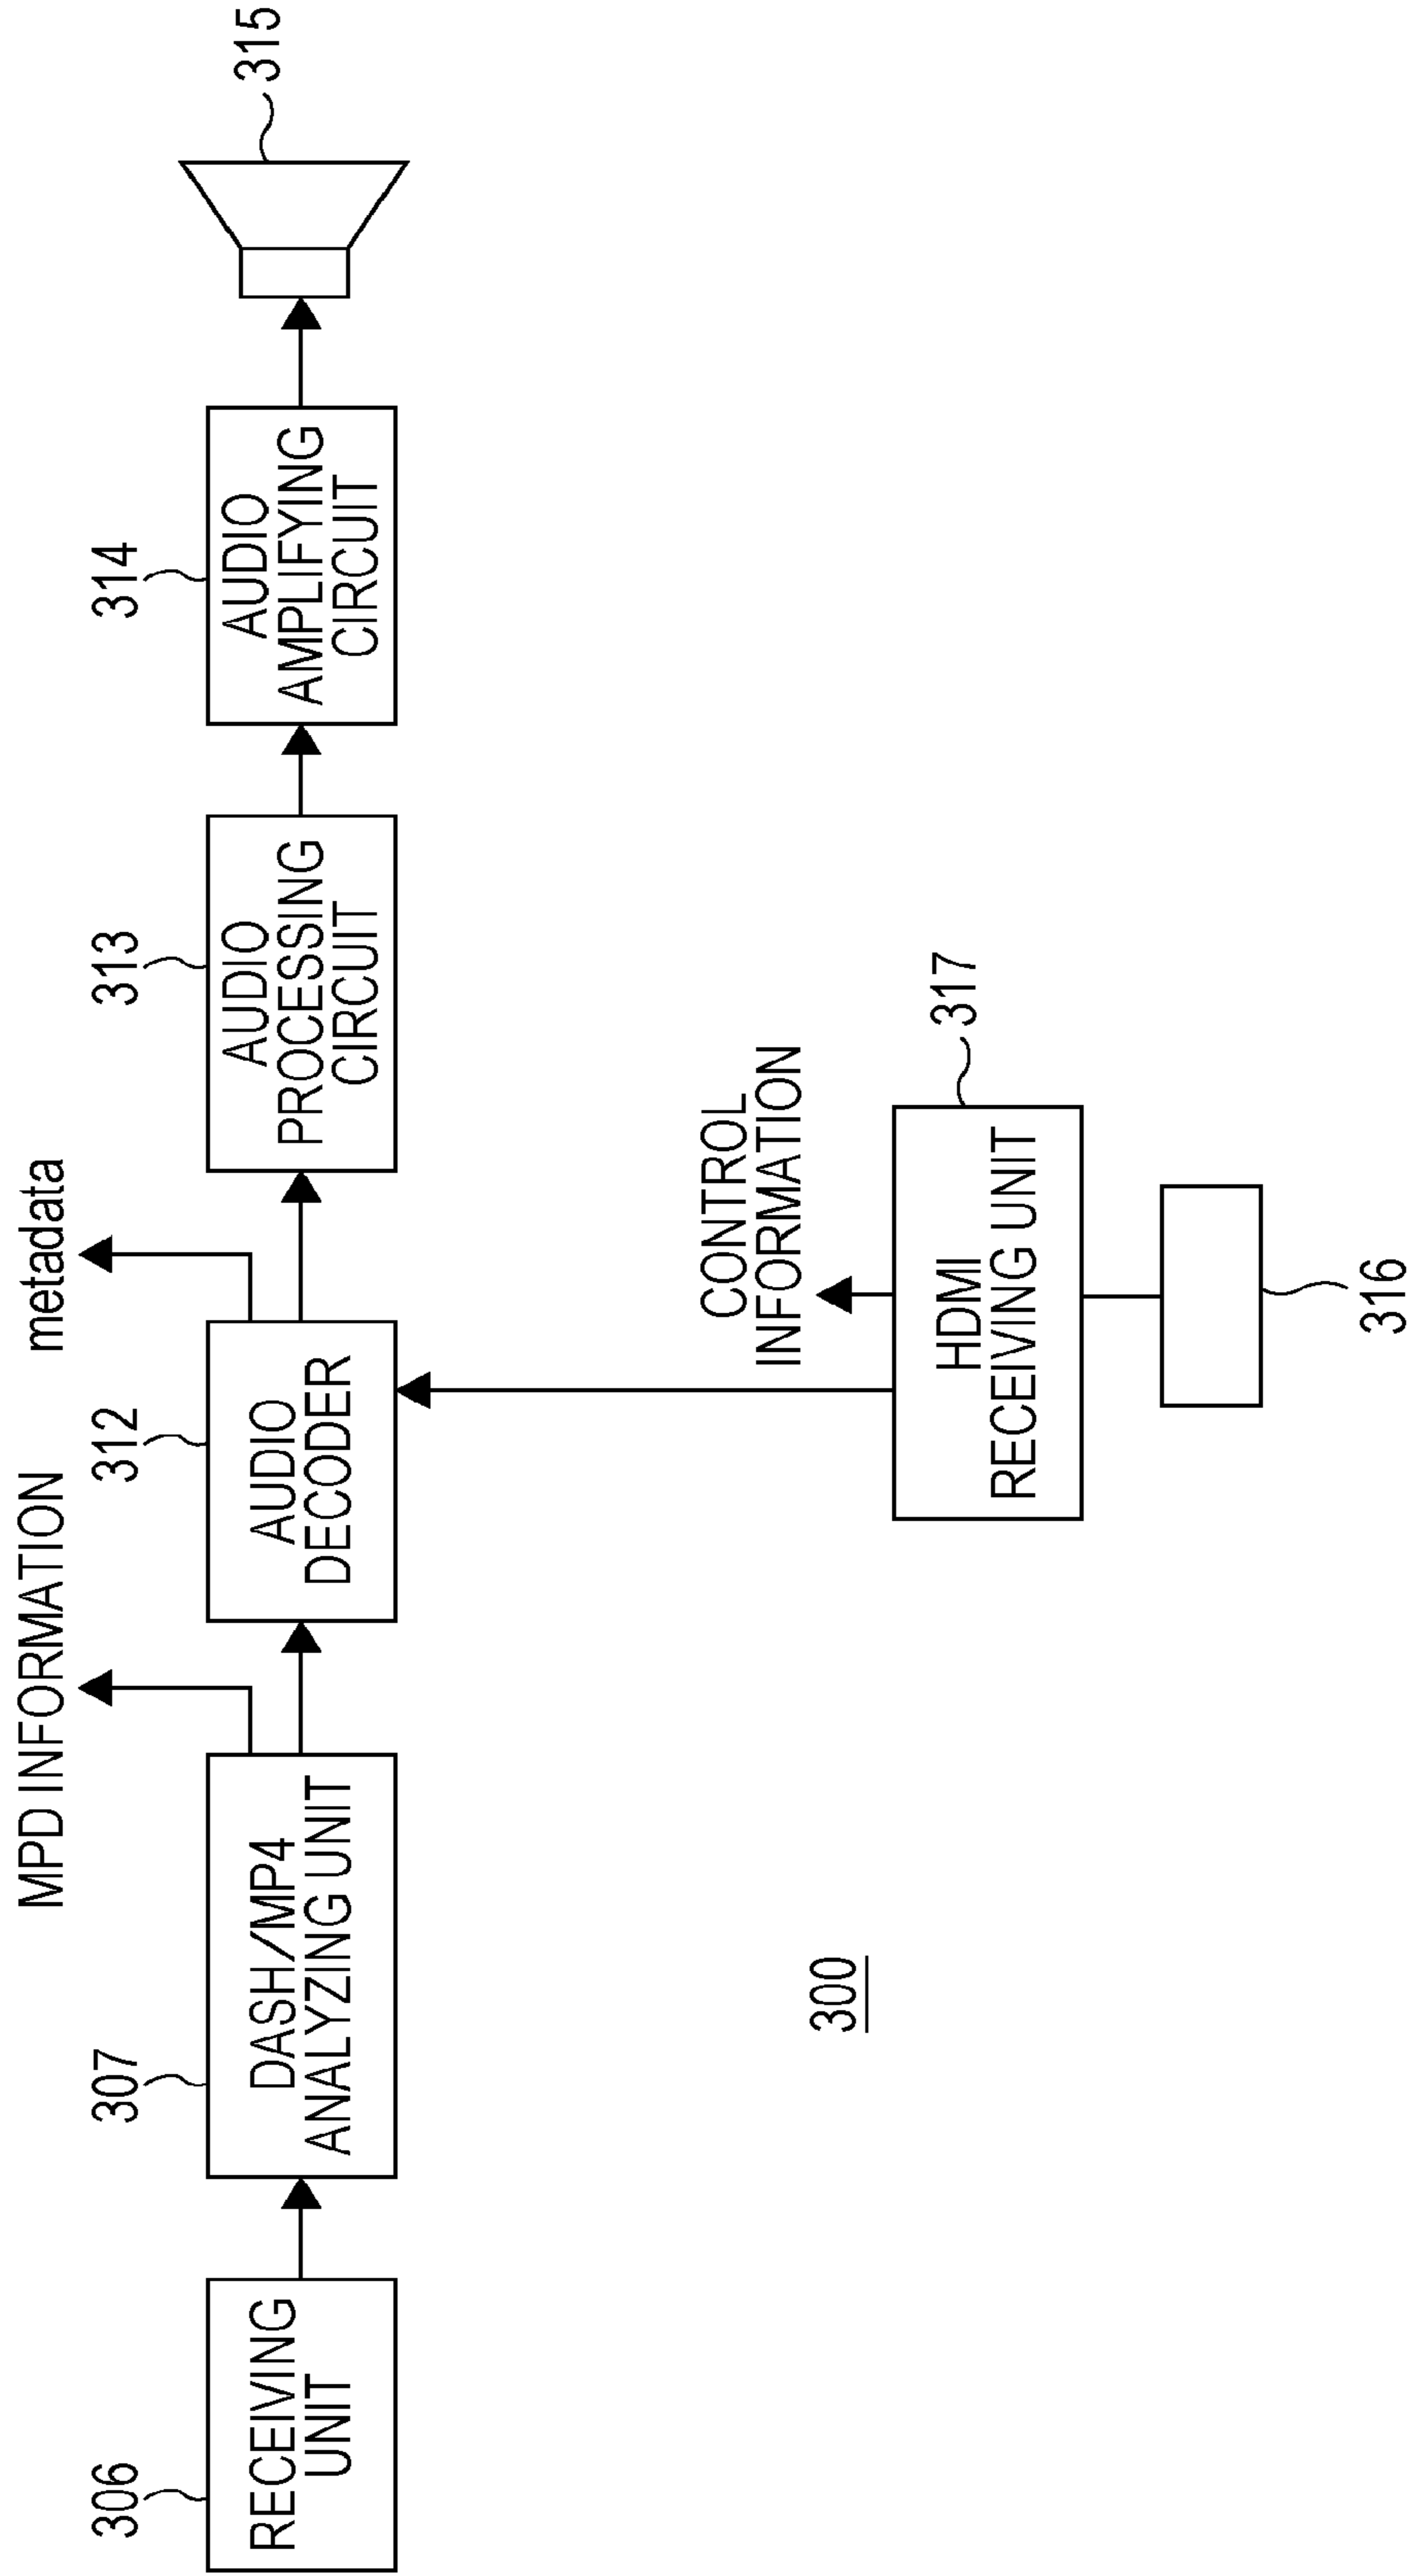 MPD INFORMATION
metadata
306
307
312
313
314
315
RECEIVING
UNIT
DASH/MP4
ANALYZING UNIT
AUDIO
DECODER
AUDIO
PROCESSING
CIRCUIT
AUDIO
AMPLIFYING
CIRCUIT
CONTROL
INFORMATION
300
317
HDMI
RECEIVING UNIT
316